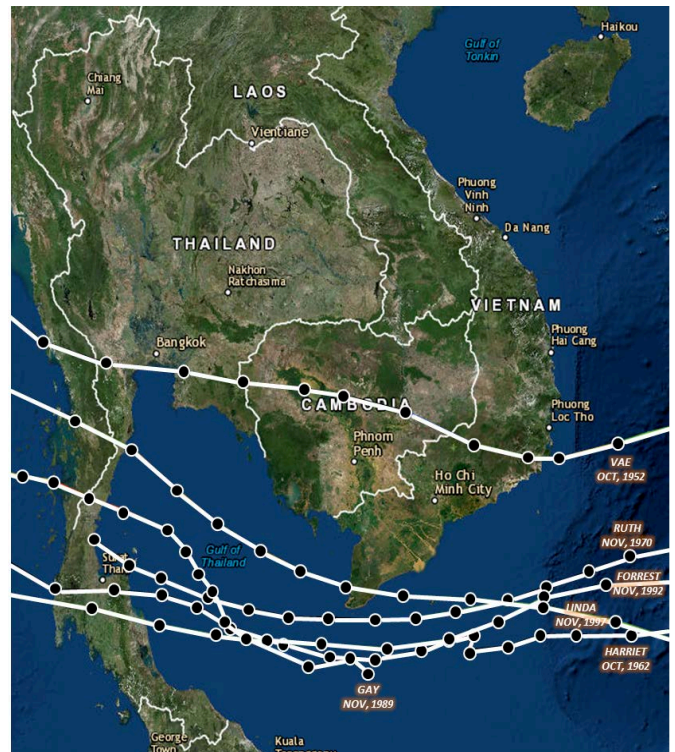 Haikou
Gulf of
Tonkin
Chiang
Mai
LAOS
Vientiane
Phuong
Vinh
Ninh
Da Nang
THAILAND
Nakhon
Ratchasima
VIETNAM
Bangkok
Phuong
Hai Cang
CAMBODIA
Phuong
Loc Tho
Phnom
Penh
VAE
OCT, 1952
Ho Chi
Minh City
RUTH
NOV, 1970
Gulf of
Thailand
FORREST
NOV, 1992
LINDA
NOV, 1997
HARRIET
OCT, 1962
GAY
NOV, 1989
George
Town
Kuala